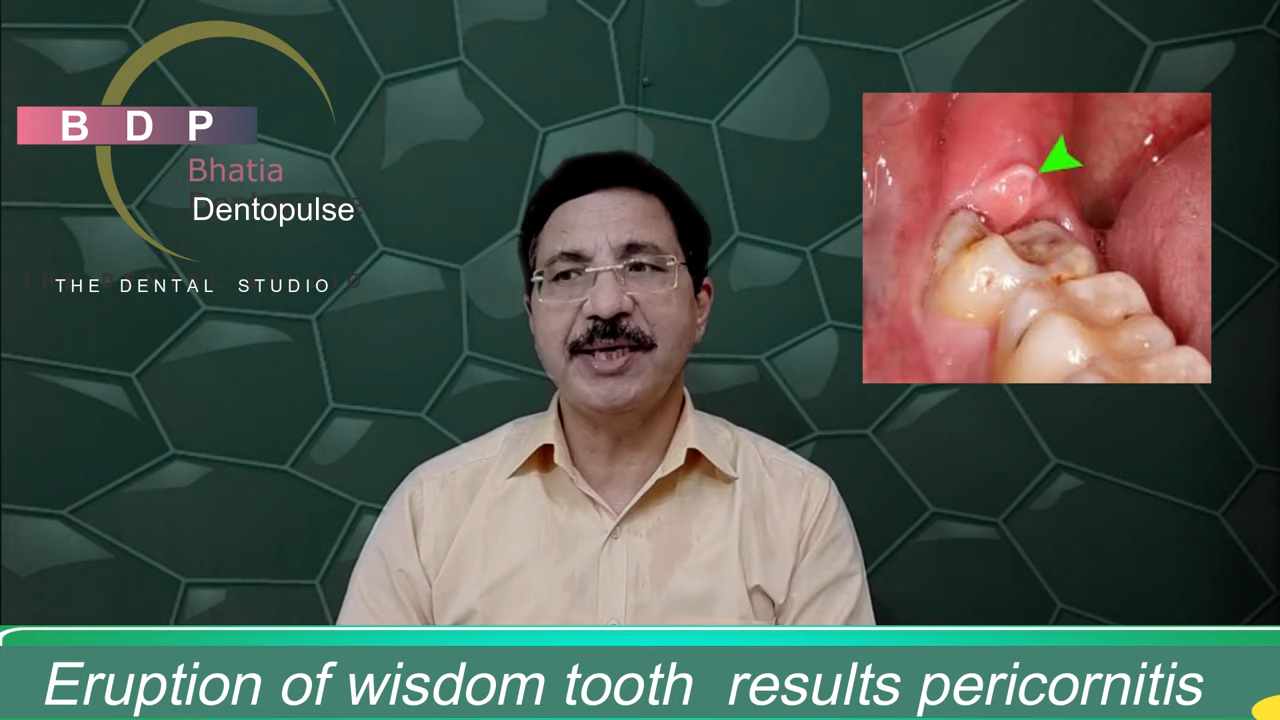 B D P
Bhatia
Dentopulse
THE DENTAL STUDIO
Eruption of wisdom tooth results pericornitis